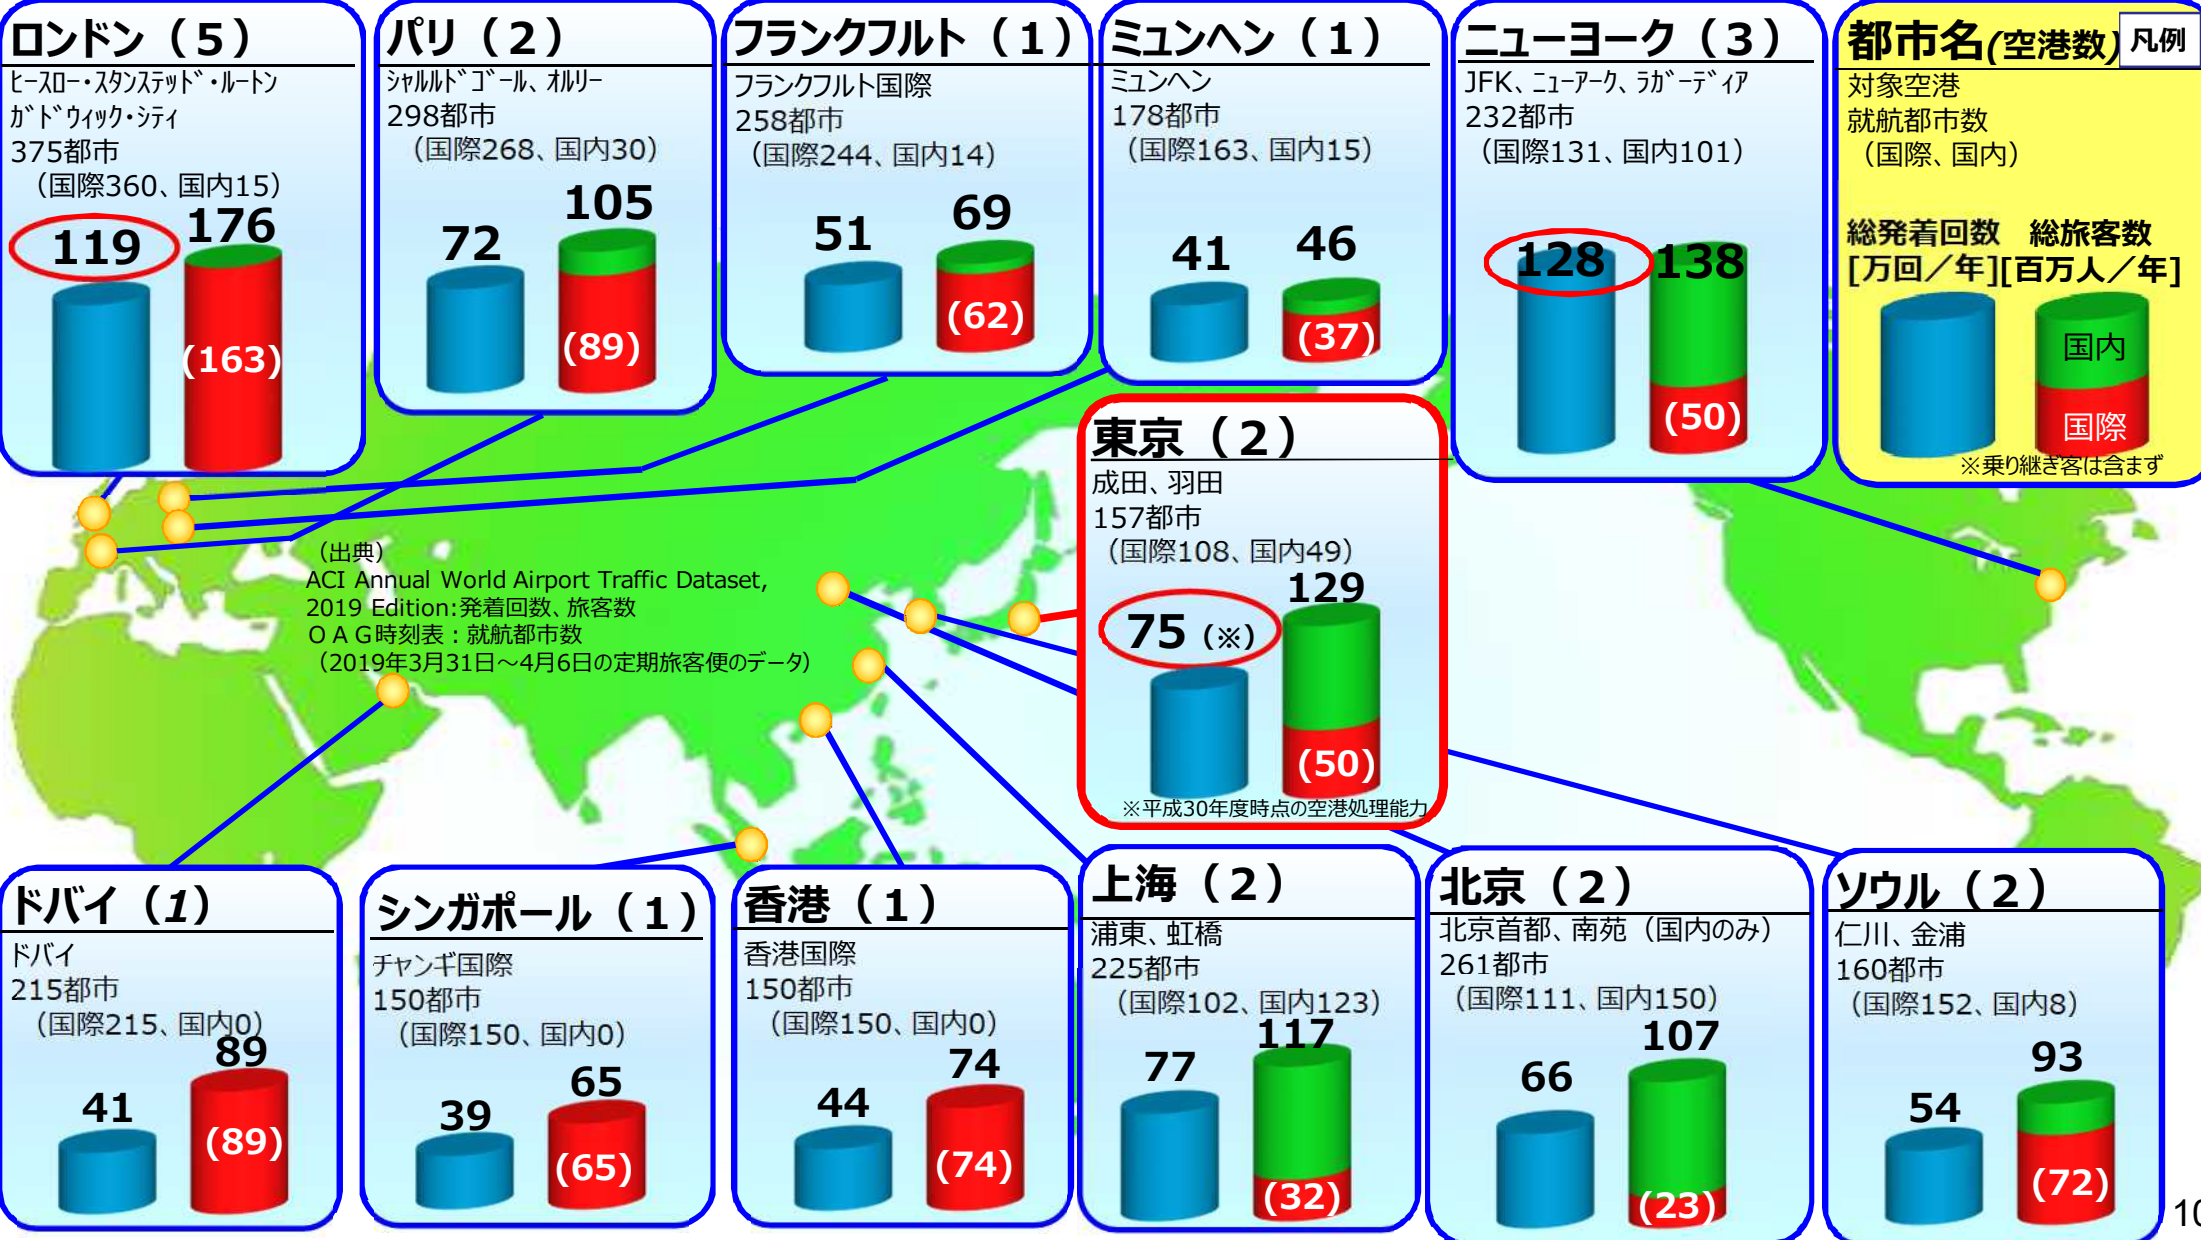 ロンドン（５）
ﾋｰｽﾛｰ・ｽﾀﾝｽﾃｯﾄﾞ・ﾙｰﾄﾝ
ｶﾞﾄﾞｳｨｯｸ・ｼﾃｨ
375都市
（国際360、国内15）
119
176
(163)
パリ（２）
ｼｬﾙﾙﾄﾞｺﾞｰﾙ、ｵﾙﾘｰ
298都市
（国際268、国内30）
72
105
(89)
フランクフルト（１）
フランクフルト国際
258都市
（国際244、国内14）
51
69
(62)
ミュンヘン（１）
ミュンヘン
178都市
（国際163、国内15）
41
46
(37)
ニューヨーク（３）
JFK、ﾆｭｰｱｰｸ、ﾗｶﾞｰﾃﾞｨｱ
232都市
（国際131、国内101）
128
138
(50)
都市名(空港数)
凡例
対象空港
就航都市数
（国際、国内）
総発着回数　総旅客数
[万回／年][百万人／年]
国内
国際
※乗り継ぎ客は含まず
東京（２）
成田、羽田
157都市
（国際108、国内49）
75（※）
129
(50)
※平成30年度時点の空港処理能力
（出典）
ACI Annual World Airport Traffic Dataset,
2019 Edition:発着回数、旅客数
ＯＡＧ時刻表：就航都市数
（2019年3月31日～4月6日の定期旅客便のデータ）
ドバイ（1）
ドバイ
215都市
（国際215、国内0）
41
89
(89)
シンガポール（１）
チャンギ国際
150都市
（国際150、国内0）
39
65
(65)
香港（１）
香港国際
150都市
（国際150、国内0）
44
74
(74)
上海（２）
浦東、虹橋
225都市
（国際102、国内123）
77
117
(32)
北京（２）
北京首都、南苑（国内のみ）
261都市
（国際111、国内150）
66
107
(23)
ソウル（２）
仁川、金浦
160都市
（国際152、国内8）
54
93
(72)
10